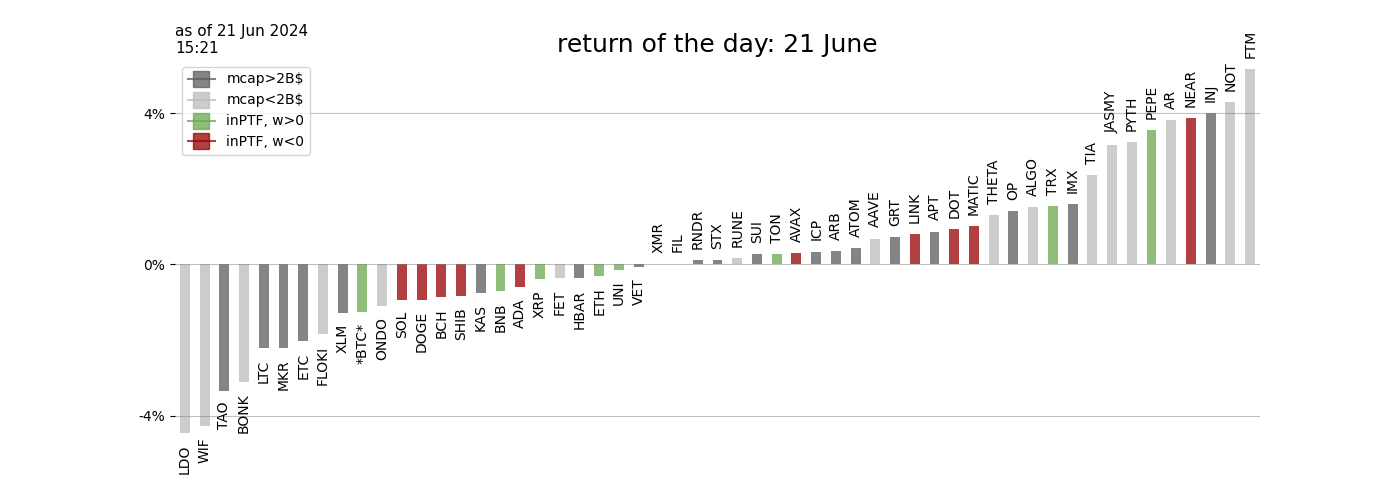 as of 21 Jun 2024
15:21
return of the day: 21 June
mcap>2B$
mcap<2B$
inPTF, w>0
inPTF, w<0
4%
0%
-4%
LDO
WIF
TAO
BONK
LTC
MKR
ETC
FLOKI
XLM
*BTC*
ONDO
SOL
DOGE
BCH
SHIB
KAS
BNB
ADA
XRP
FET
HBAR
ETH
UNI
VET
XMR
FIL
RNDR
STX
RUNE
SUI
TON
AVAX
ICP
ARB
ATOM
AAVE
GRT
LINK
APT
DOT
MATIC
THETA
OP
ALGO
TRX
IMX
TIA
JASMY
PYTH
PEPE
AR
NEAR
INJ
NOT
FTM